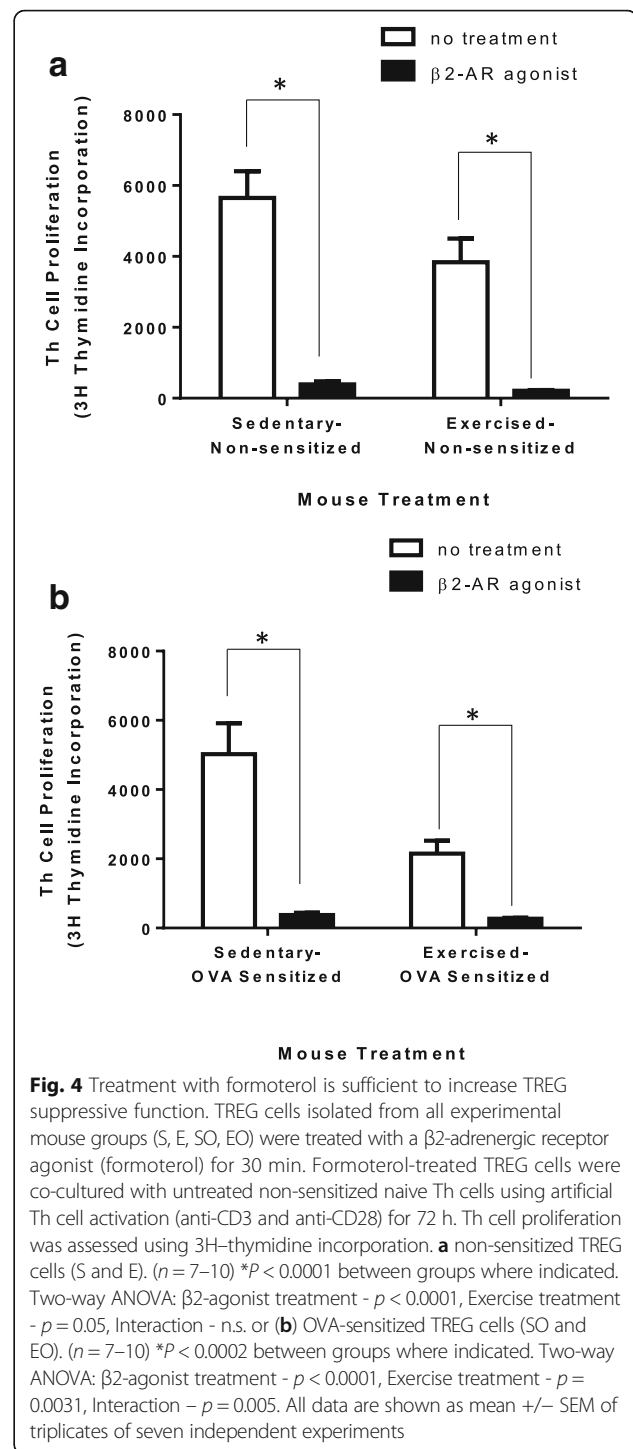 a
no treatment
β2-AR agonist
Th Cell Proliferation
(3H Thymidine Incorporation)
8000
6000
4000
2000
0
*
*
Sedentary-
Non-sensitized
Exercised-
Non-sensitized
Mouse Treatment
b
no treatment
β2-AR agonist
Th Cell Proliferation
(3H Thymidine Incorporation)
8000
6000
4000
2000
0
*
*
Sedentary-
OVA Sensitized
Exercised-
OVA Sensitized
Mouse Treatment
Fig. 4 Treatment with formoterol is sufficient to increase TREG
suppressive function. TREG cells isolated from all experimental
mouse groups (S, E, SO, EO) were treated with a β2-adrenergic receptor
agonist (formoterol) for 30 min. Formoterol-treated TREG cells were
co-cultured with untreated non-sensitized naive Th cells using artificial
Th cell activation (anti-CD3 and anti-CD28) for 72 h. Th cell proliferation
was assessed using 3H–thymidine incorporation. a non-sensitized TREG
cells (S and E). (n = 7–10) *P < 0.0001 between groups where indicated.
Two-way ANOVA: β2-agonist treatment - p < 0.0001, Exercise treatment
- p = 0.05, Interaction - n.s. or (b) OVA-sensitized TREG cells (SO and
EO). (n = 7–10) *P < 0.0002 between groups where indicated. Two-way
ANOVA: β2-agonist treatment - p < 0.0001, Exercise treatment - p =
0.0031, Interaction – p = 0.005. All data are shown as mean +/− SEM of
triplicates of seven independent experiments